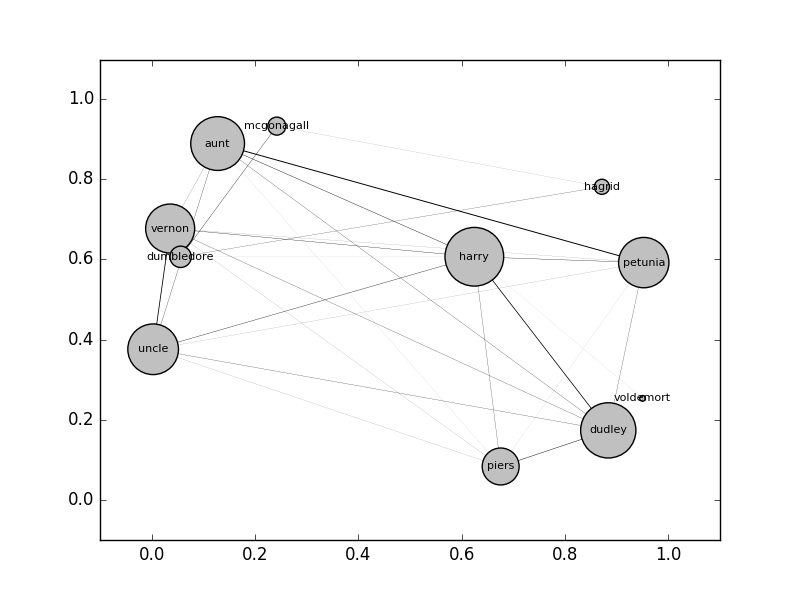 1.0
mcgonagall
aunt
0.8
hagrid
vernon
0.6
dumbledore
harry
petunia
0.4
uncle
voldemort
dudley
0.2
piers
0.0
0.0 0.2 0.4 0.6 0.8 1.0